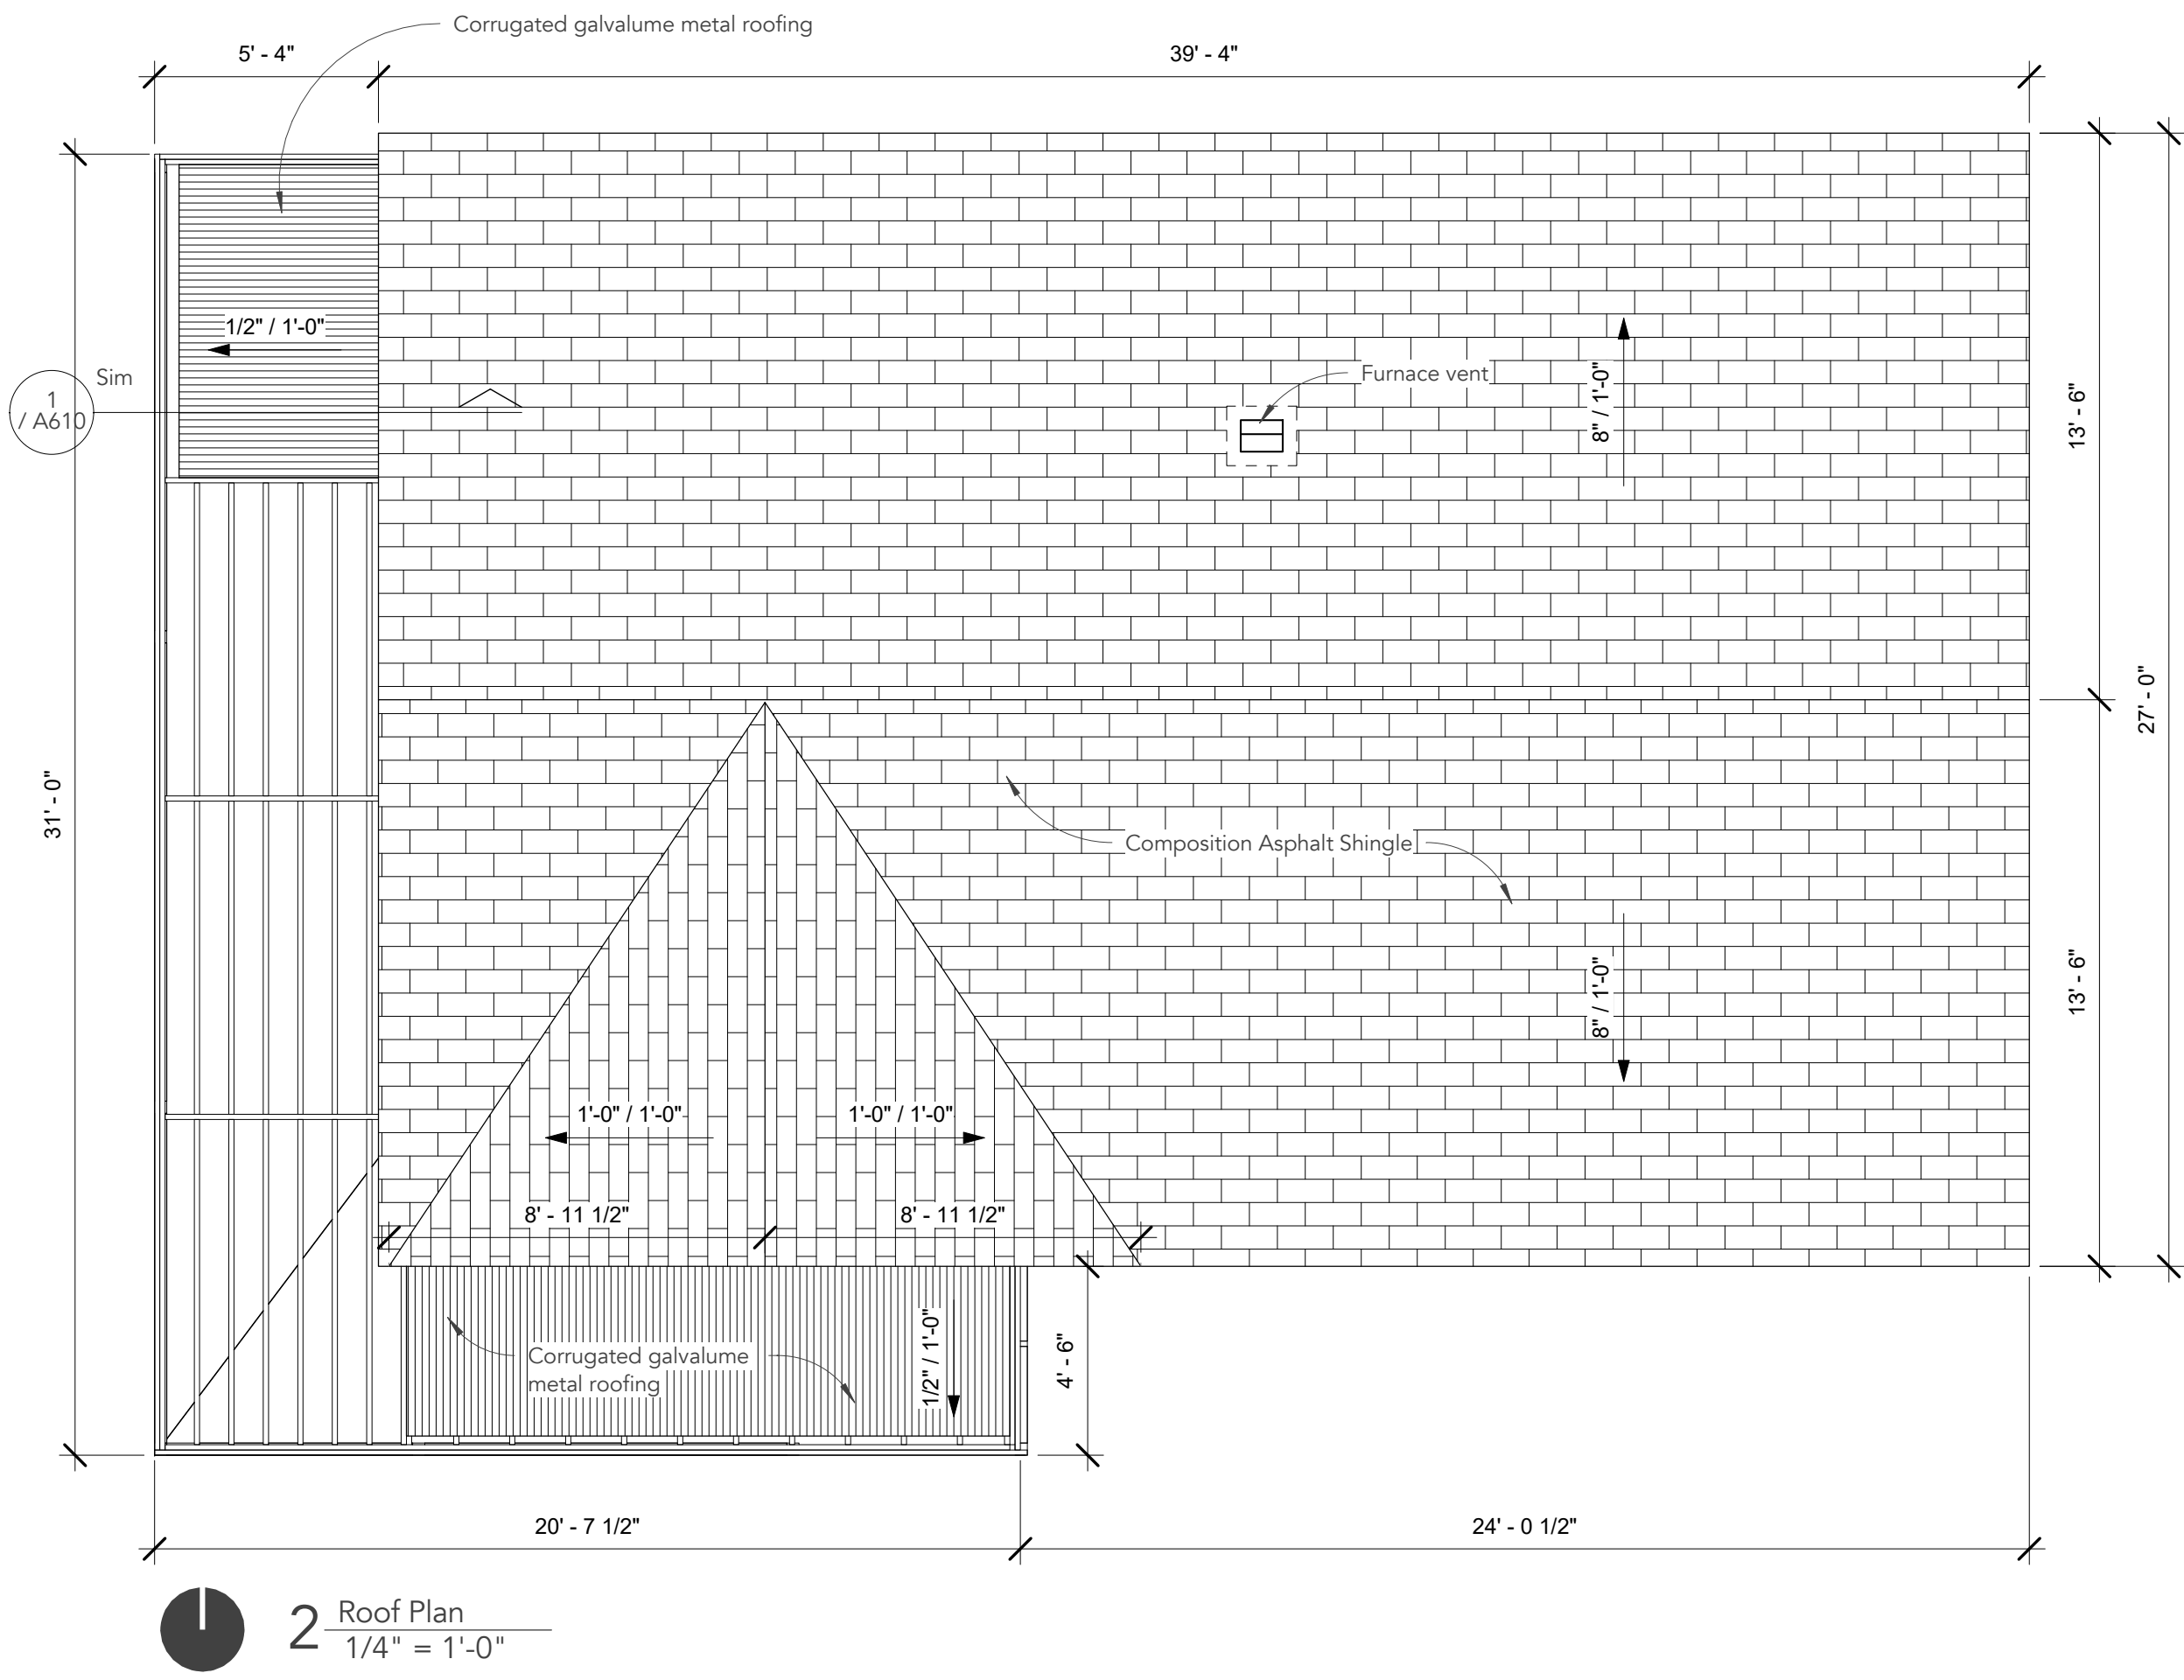 Corrugated galvalume metal roofing
5' - 4"
39' - 4"
1/2" / 1'-0"
Sim
1
/ A610
Furnace vent
8" / 1'-0"
13' - 6"
27' - 0"
31' - 0"
Composition Asphalt Shingle
8" / 1'-0"
13' - 6"
1'-0" / 1'-0"
1'-0" / 1'-0"
8' - 11 1/2"
8' - 11 1/2"
Corrugated galvalume
metal roofing
1/2" / 1'-0"
4' - 6"
20' - 7 1/2"
24' - 0 1/2"
2
Roof Plan
1/4" = 1'-0"